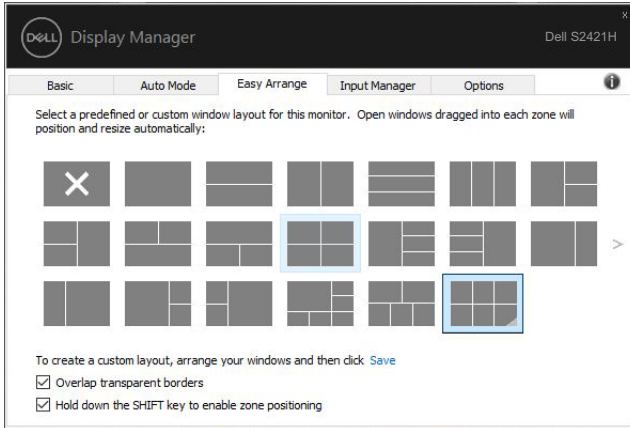 DELL Display Manager
x
Dell S2421H
Basic Auto Mode Easy Arrange Input Manager Options i
Select a predefined or custom window layout for this monitor. Open windows dragged into each zone will
position and resize automatically:
>
To create a custom layout, arrange your windows and then click Save
Overlap transparent borders
Hold down the SHIFT key to enable zone positioning